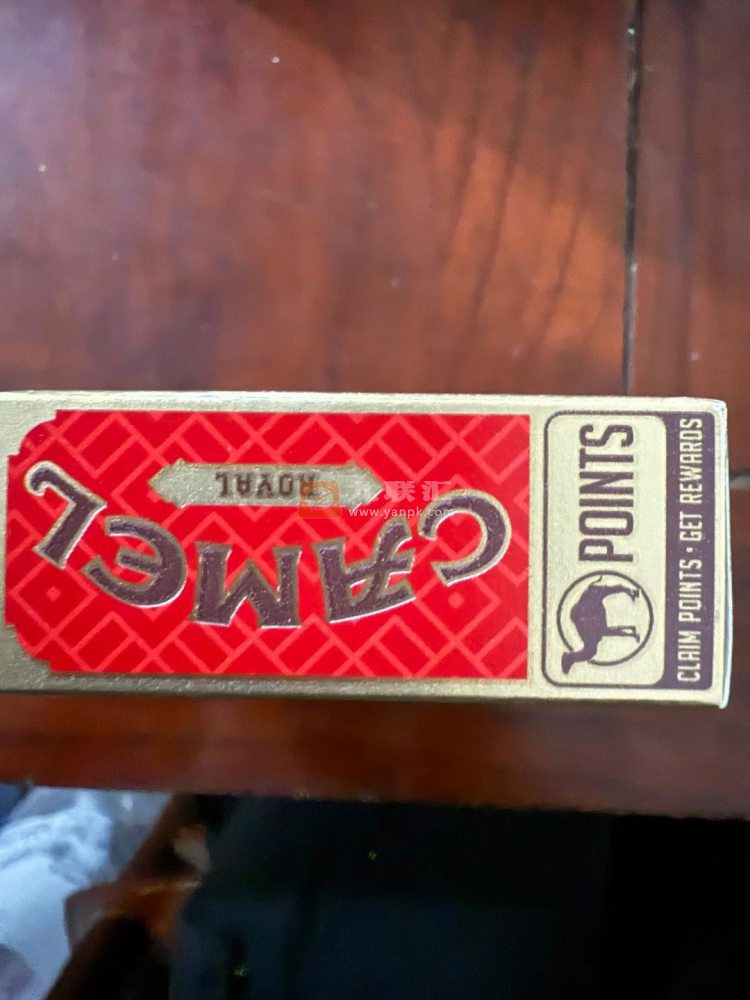 CAMEL
ROYAL
POINTS
CLAIM POINTS · GET REWARDS
联汇
www.yanpk.com